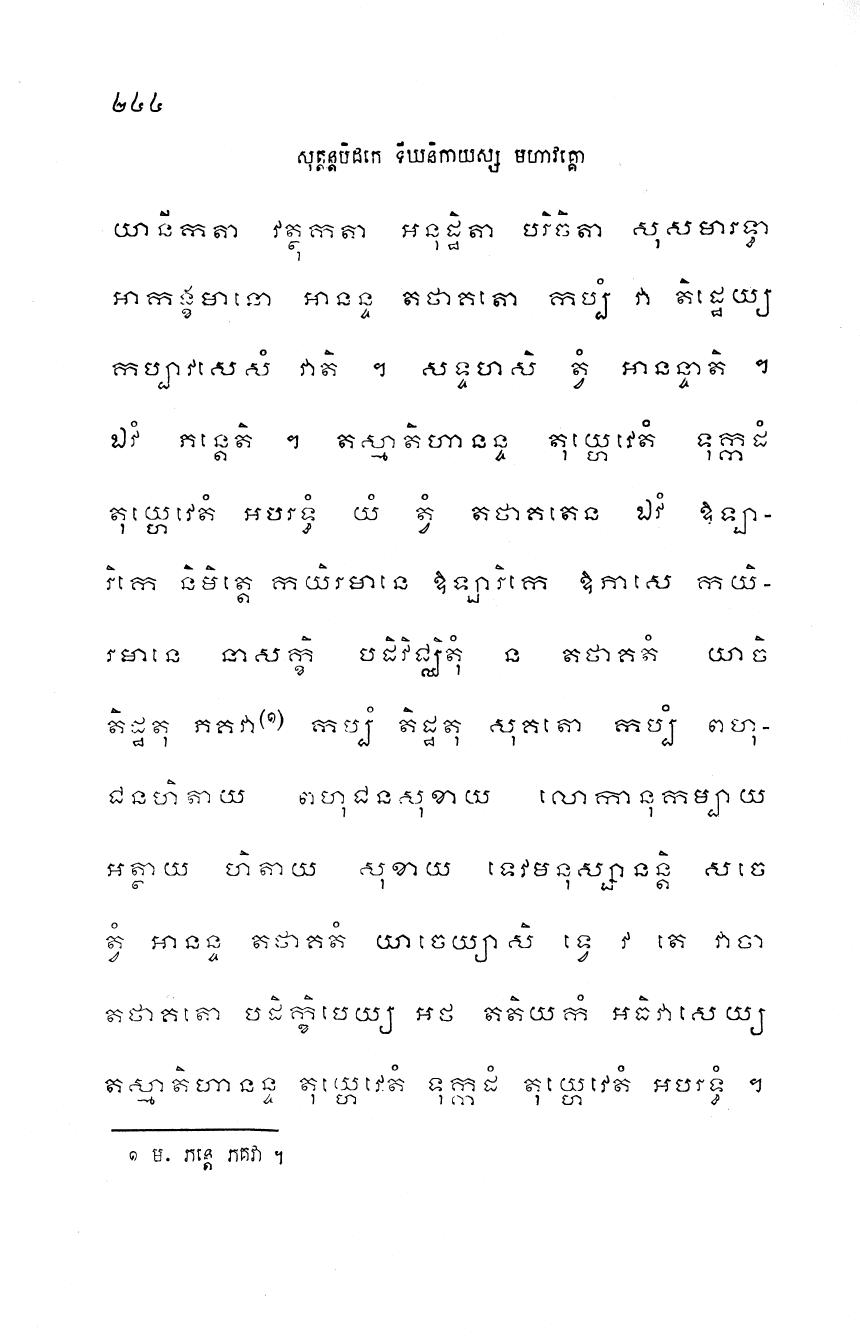 ២៤៤
សុត្តន្តបិដកេ ទីឃនិកាយស្ស មហាវគ្គោ
យានីកតា វត្ថុកតា អនុដ្ឋិតា បរិចិតា សុសមារទ្ធា
អាកង្ខមានោ អានន្ទ តថាគតោ កប្បំ វា តិដ្ឋេយ្យ
កប្បាវសេសំ វាតិ ។ សទ្ទហសិ ត្វំ អានន្ទាតិ ។
ឯវំ ភន្តេតិ ។ តស្មាតិហានន្ទ តុយ្ហេវេតំ ទុក្កដំ
តុយ្ហេវេតំ អបរទ្ធំ យំ ត្វំ តថាគតេន ឯវំ ឱឡា-
រិកេ និមិត្តេ កយិរមានេ ឱឡារិកេ ឱភាសេ កយិ-
រមានេ នាសក្ខិ បដិវិជ្ឈិតុំ ន តថាគតំ យាចិ
តិដ្ឋតុ ភគវា(១) កប្បំ តិដ្ឋតុ សុគតោ កប្បំ ពហុ-
ជនហិតាយ ពហុជនសុខាយ លោកានុកម្បាយ
អត្ថាយ ហិតាយ សុខាយ ទេវមនុស្សានន្តិ សចេ
ត្វំ អានន្ទ តថាគតំ យាចេយ្យាសិ ទ្វេ វ តេ វាចា
តថាគតោ បដិក្ខិបេយ្យ អថ តតិយកំ អធិវាសេយ្យ
តស្មាតិហានន្ទ តុយ្ហេវេតំ ទុក្កដំ តុយ្ហេវេតំ អបរទ្ធំ ។
១ ម. ភន្តេ ភគវា ។